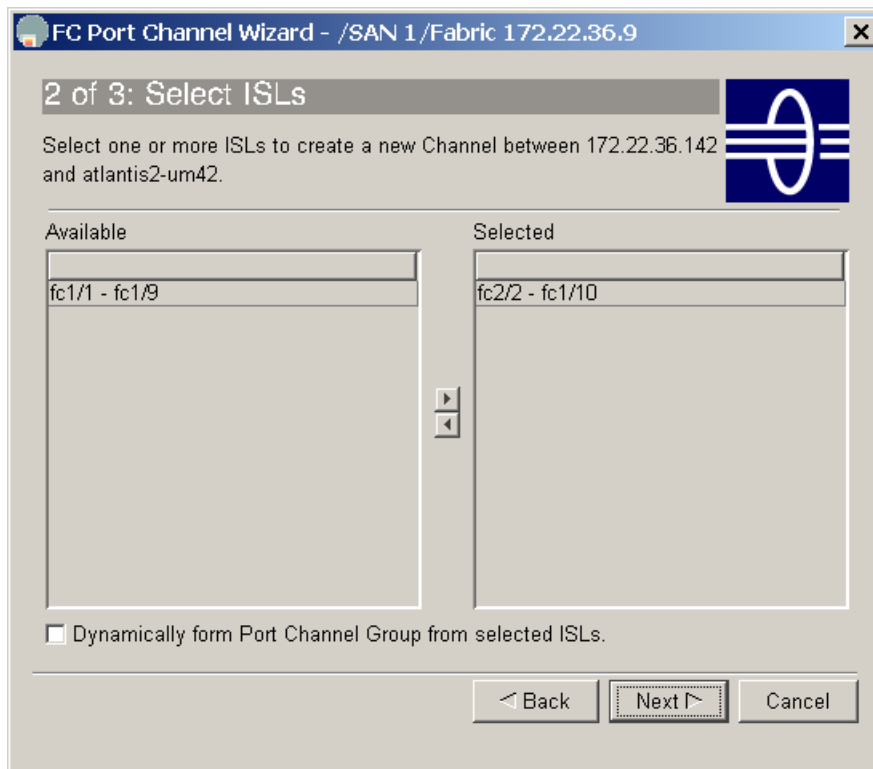 FC Port Channel Wizard - /SAN 1/Fabric 172.22.36.9
2 of 3: Select ISLs
Select one or more ISLs to create a new Channel between 172.22.36.142
and atlantis2-um42.
Available
Selected
fc1/1 - fc1/9
fc2/2 - fc1/10
Dynamically form Port Channel Group from selected ISLs.
Back
Next
Cancel